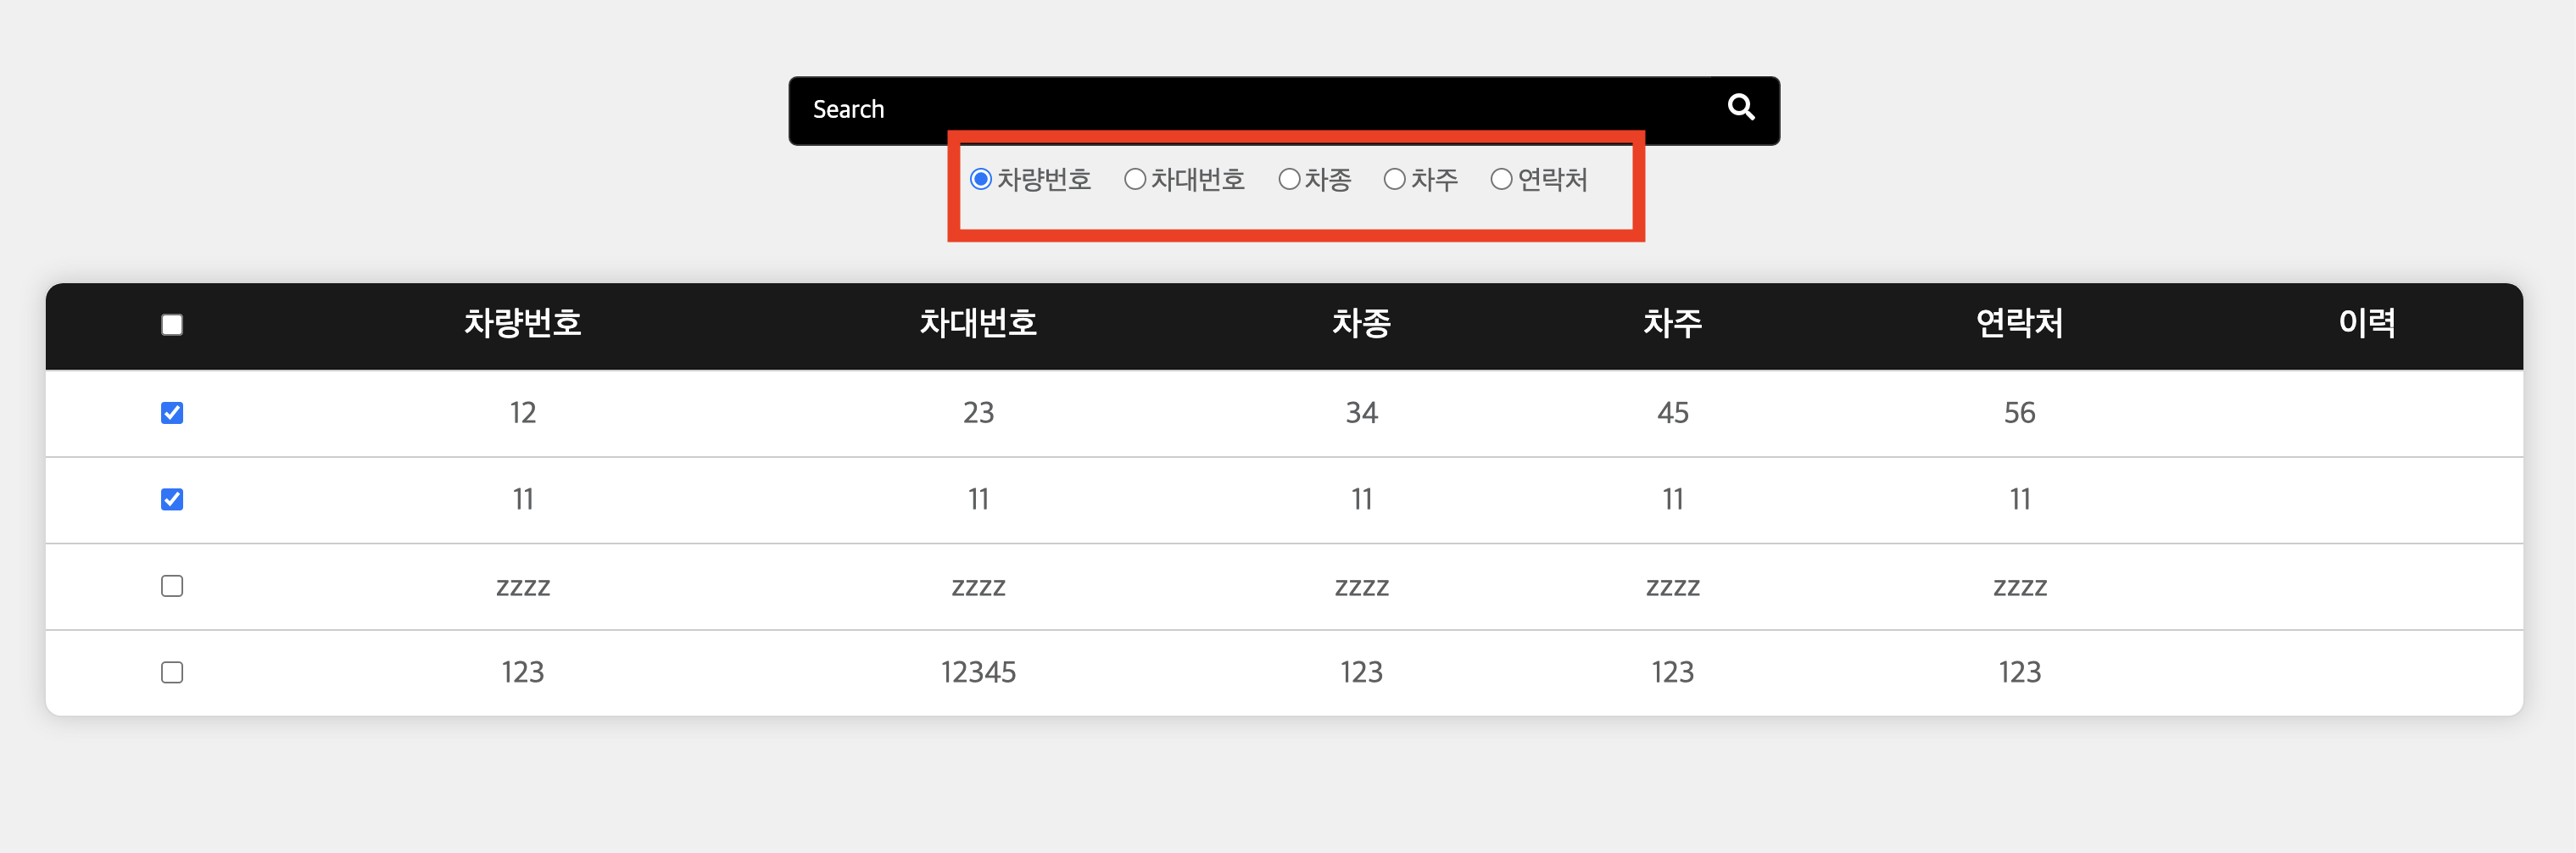 Search
차량번호 차대번호 차종 차주 연락처
차량번호 차대번호 차종 차주 연락처 이력
12 23 34 45 56
11 11 11 11 11
zzzz zzzz zzzz zzzz zzzz
123 12345 123 123 123